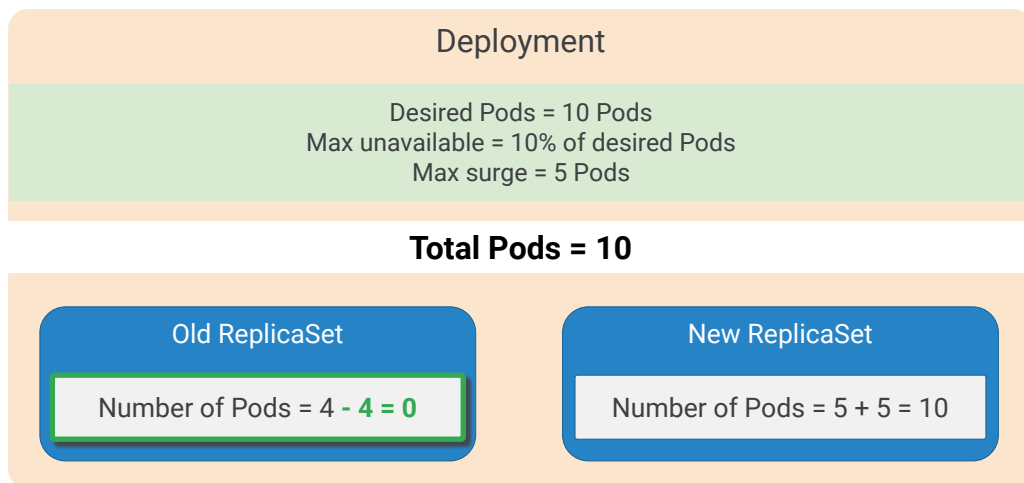 Deployment
Desired Pods = 10 Pods
Max unavailable = 10% of desired Pods
Max surge = 5 Pods
Total Pods = 10
Old ReplicaSet
Number of Pods = 4 - 4 = 0
New ReplicaSet
Number of Pods = 5 + 5 = 10